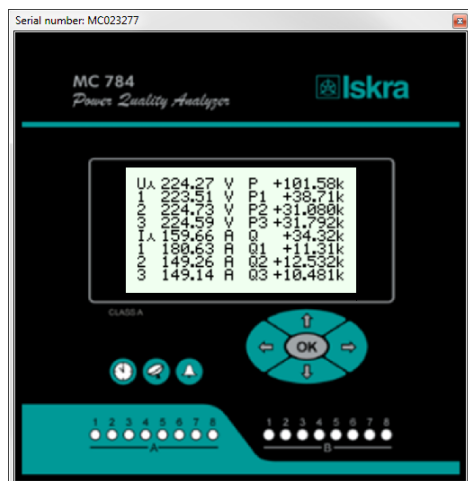 Serial number: MC023277
MC 784
Power Quality Analyzer
Iskra
U⅄ 224.27 V P +101.58k
1 223.51 V P1 +38.71k
2 224.73 V P2 +31.080k
3 224.59 V P3 +31.792k
I⅄ 159.66 A Q +34.32k
1 180.63 A Q1 +11.31k
2 149.26 A Q2 +12.532k
3 149.14 A Q3 +10.481k
CLASS A
OK
1 2 3 4 5 6 7 8 1 2 3 4 5 6 7 8
A B